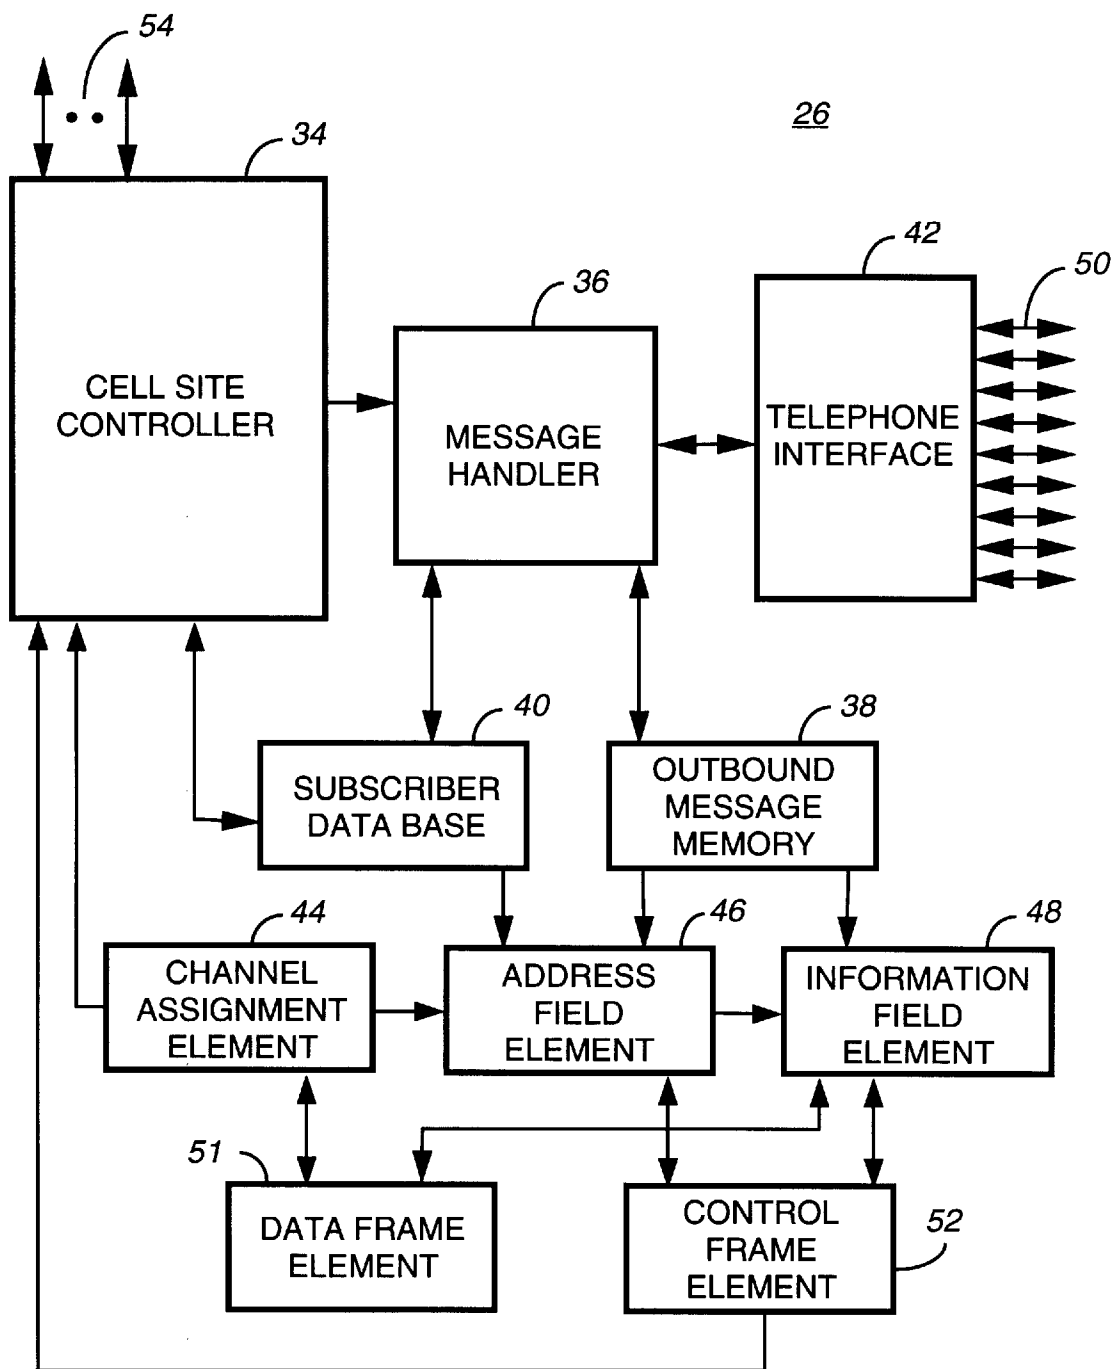 54
26
34
42
50
36
CELL SITE
CONTROLLER
MESSAGE
HANDLER
TELEPHONE
INTERFACE
40
38
SUBSCRIBER
DATA BASE
OUTBOUND
MESSAGE
MEMORY
44
46
48
CHANNEL
ASSIGNMENT
ELEMENT
ADDRESS
FIELD
ELEMENT
INFORMATION
FIELD
ELEMENT
51
DATA FRAME
ELEMENT
CONTROL
FRAME
ELEMENT
52